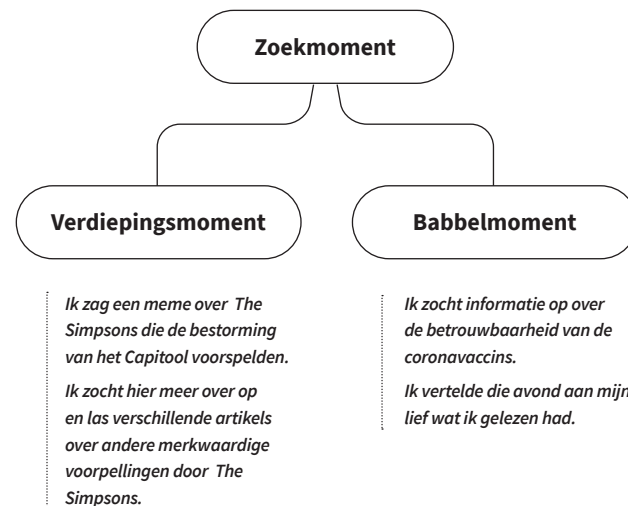 Zoekmoment
Verdiepingsmoment
Babbelmoment
Ik zag een meme over The
Simpsons die de bestorming
van het Capitool voorspelden.
Ik zocht hier meer over op
en las verschillende artikels
over andere merkwaardige
voorpellingen door The
Simpsons.
Ik zocht informatie op over
de betrouwbaarheid van de
coronavaccins.
Ik vertelde die avond aan mijn
lief wat ik gelezen had.